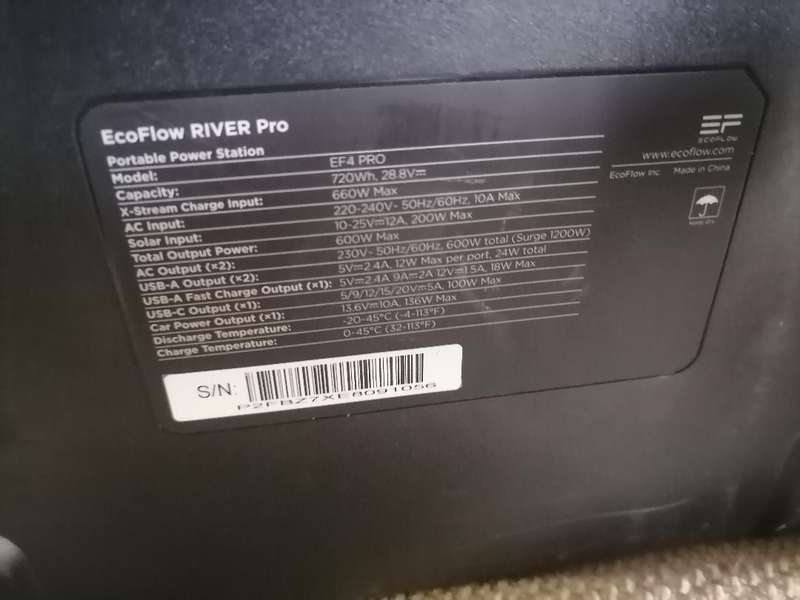 EcoFlow RIVER Pro
Portable Power Station
Model: EF4 PRO
Capacity: 720Wh, 28.8V⎓
X-Stream Charge Input: 660W Max
AC Input: 220-240V~ 50Hz/60Hz, 10A Max
Solar Input: 10-25V⎓12A, 200W Max
Total Output Power: 600W Max
AC Output (×2): 230V~ 50Hz/60Hz, 600W total (Surge 1200W)
USB-A Output (×2): 5V⎓2.4A, 12W Max per port, 24W total
USB-A Fast Charge Output (×1): 5V⎓2.4A 9A⎓2A 12V⎓1.5A, 18W Max
USB-C Output (×1): 5/9/12/15/20V⎓5A, 100W Max
Car Power Output (×1): 13.6V⎓10A, 136W Max
Discharge Temperature: -20-45°C (-4-113°F)
Charge Temperature: 0-45°C (32-113°F)
EF
ECOFLOW
www.ecoflow.com
EcoFlow Inc. Made in China
Keep Dry
S/N:
P2FBZ7XE8091056